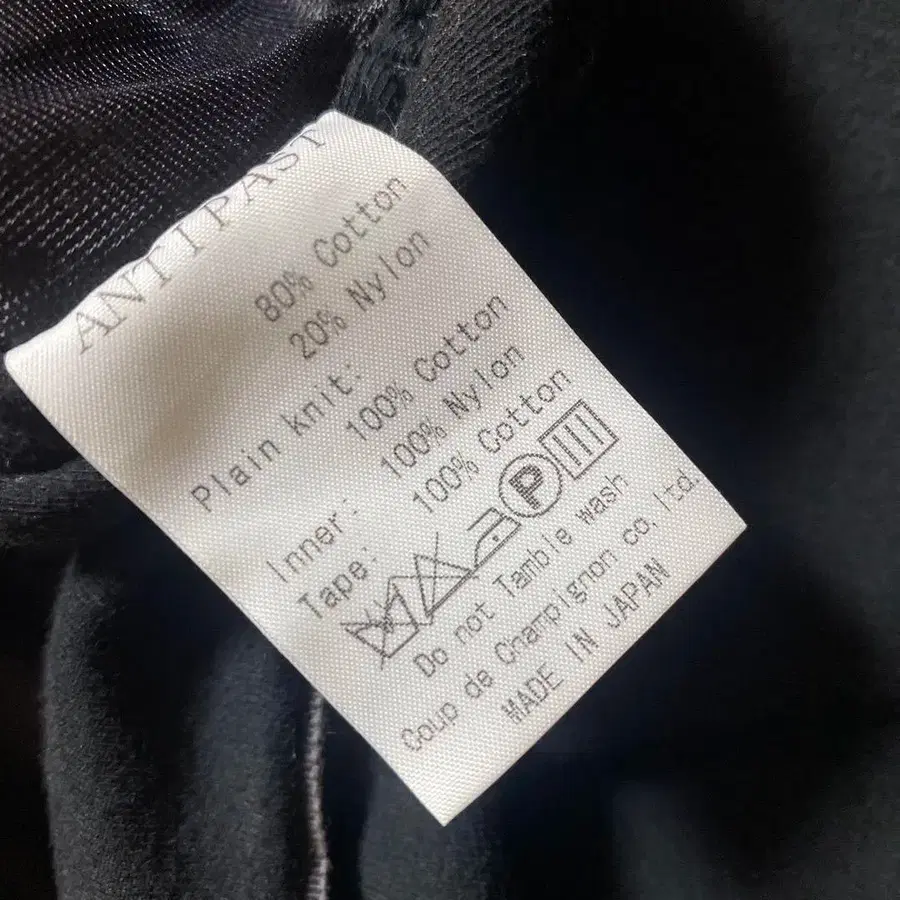 ANTIPAST
80% Cotton
20% Nylon
Plain knit:
100% Cotton
Inner: 100% Nylon
Tape: 100% Cotton
P
Do not Tamble wash
Coup de Champignon co,ltd.
MADE IN JAPAN